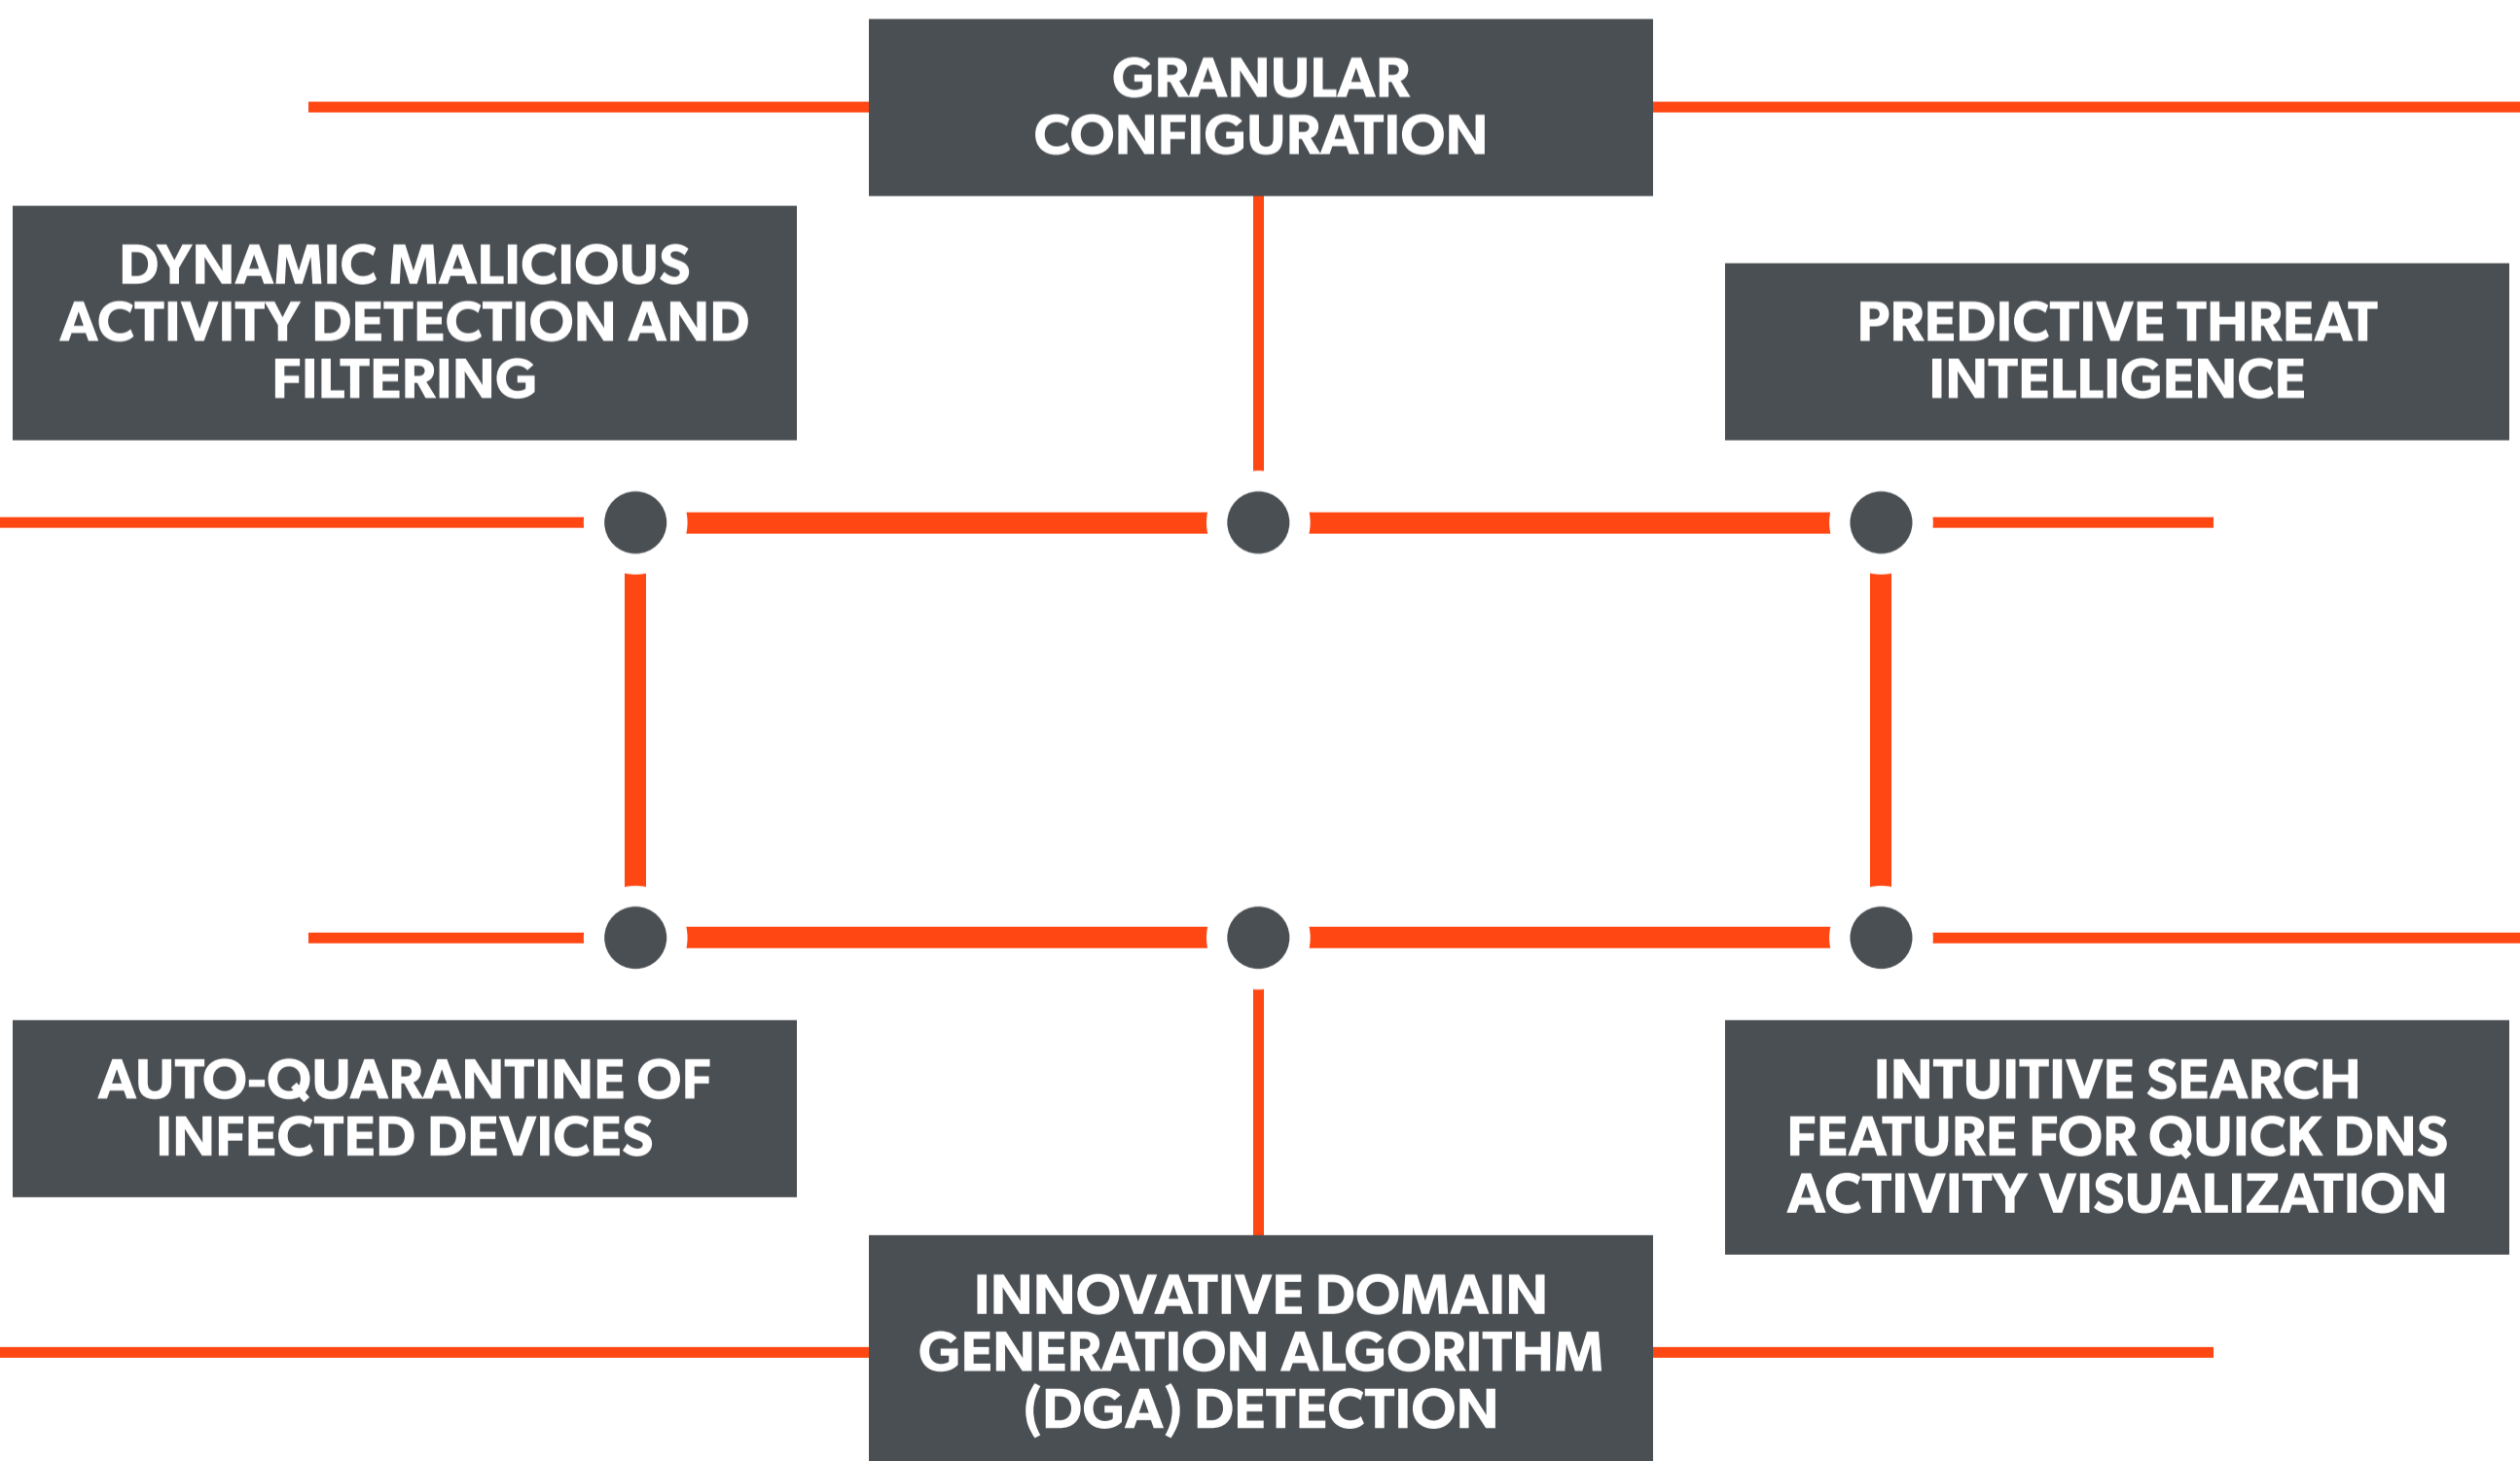 GRANULAR
CONFIGURATION
DYNAMIC MALICIOUS
ACTIVITY DETECTION AND
FILTERING
PREDICTIVE THREAT
INTELLIGENCE
AUTO-QUARANTINE OF
INFECTED DEVICES
INTUITIVE SEARCH
FEATURE FOR QUICK DNS
ACTIVITY VISUALIZATION
INNOVATIVE DOMAIN
GENERATION ALGORITHM
(DGA) DETECTION